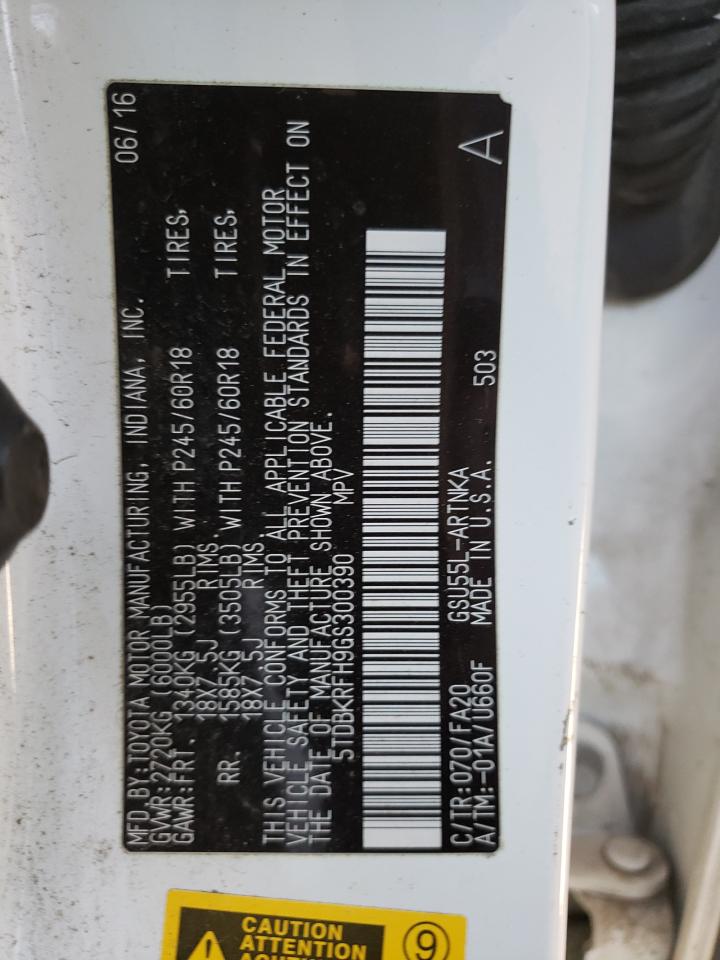 MFD.BY:TOYOTA MOTOR MANUFACTURING, INDIANA, INC. 06/16
GVWR:2720KG (6000LB)
GAWR:FRT. 1340KG (2955LB) WITH P245/60R18 TIRES,
18X7.5J RIMS.
RR. 1585KG (3505LB) WITH P245/60R18 TIRES,
18X7.5J RIMS.
THIS VEHICLE CONFORMS TO ALL APPLICABLE FEDERAL MOTOR
VEHICLE SAFETY AND THEFT PREVENTION STANDARDS IN EFFECT ON
THE DATE OF MANUFACTURE SHOWN ABOVE.
5TDBKRFH9GS300390 MPV
C/TR:070/FA20 GSU55L-ARTNKA
A/TM:-01A/U660F MADE IN U.S.A. 503 A
CAUTION
ATTENTION
9